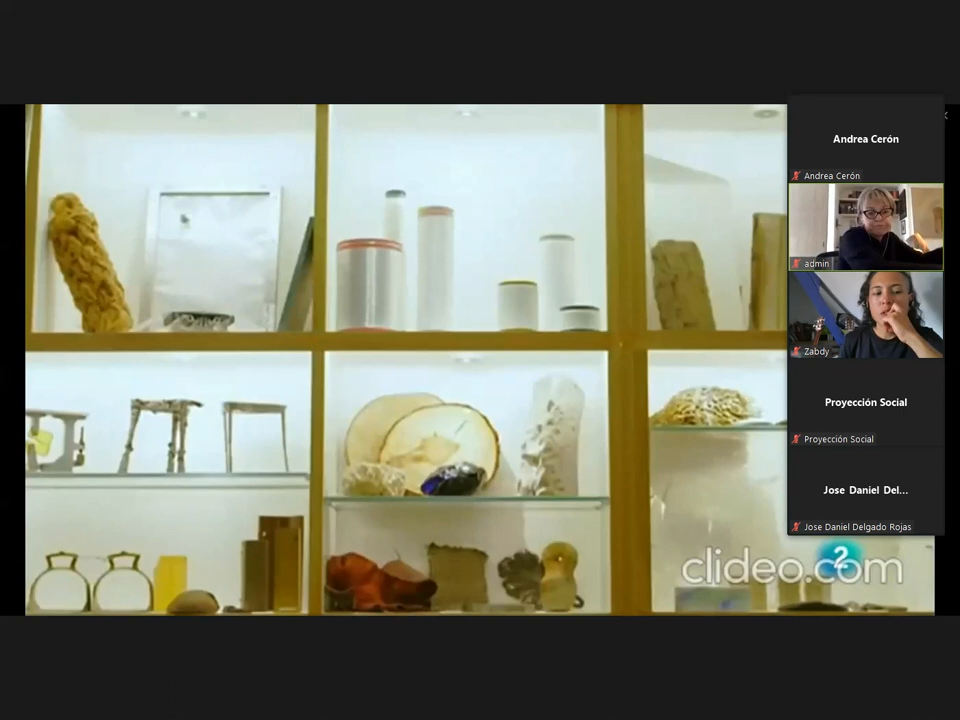 Andrea Cerón
Andrea Cerón
admin
Zabdy
Proyección Social
Proyección Social
Jose Daniel Del...
Jose Daniel Delgado Rojas
clideo.com
2